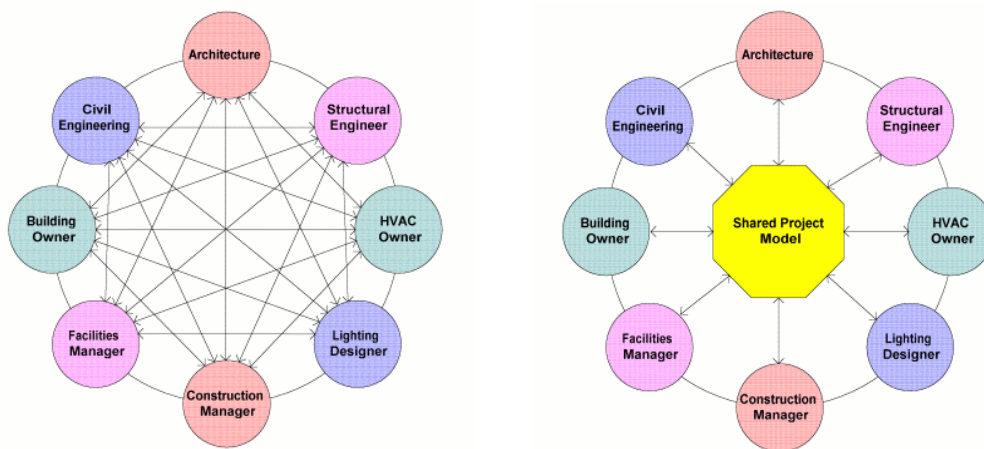 Architecture
Civil
Engineering
Structural
Engineer
Building
Owner
HVAC
Owner
Facilities
Manager
Lighting
Designer
Construction
Manager
Architecture
Civil
Engineering
Structural
Engineer
Building
Owner
Shared Project
Model
HVAC
Owner
Facilities
Manager
Lighting
Designer
Construction
Manager